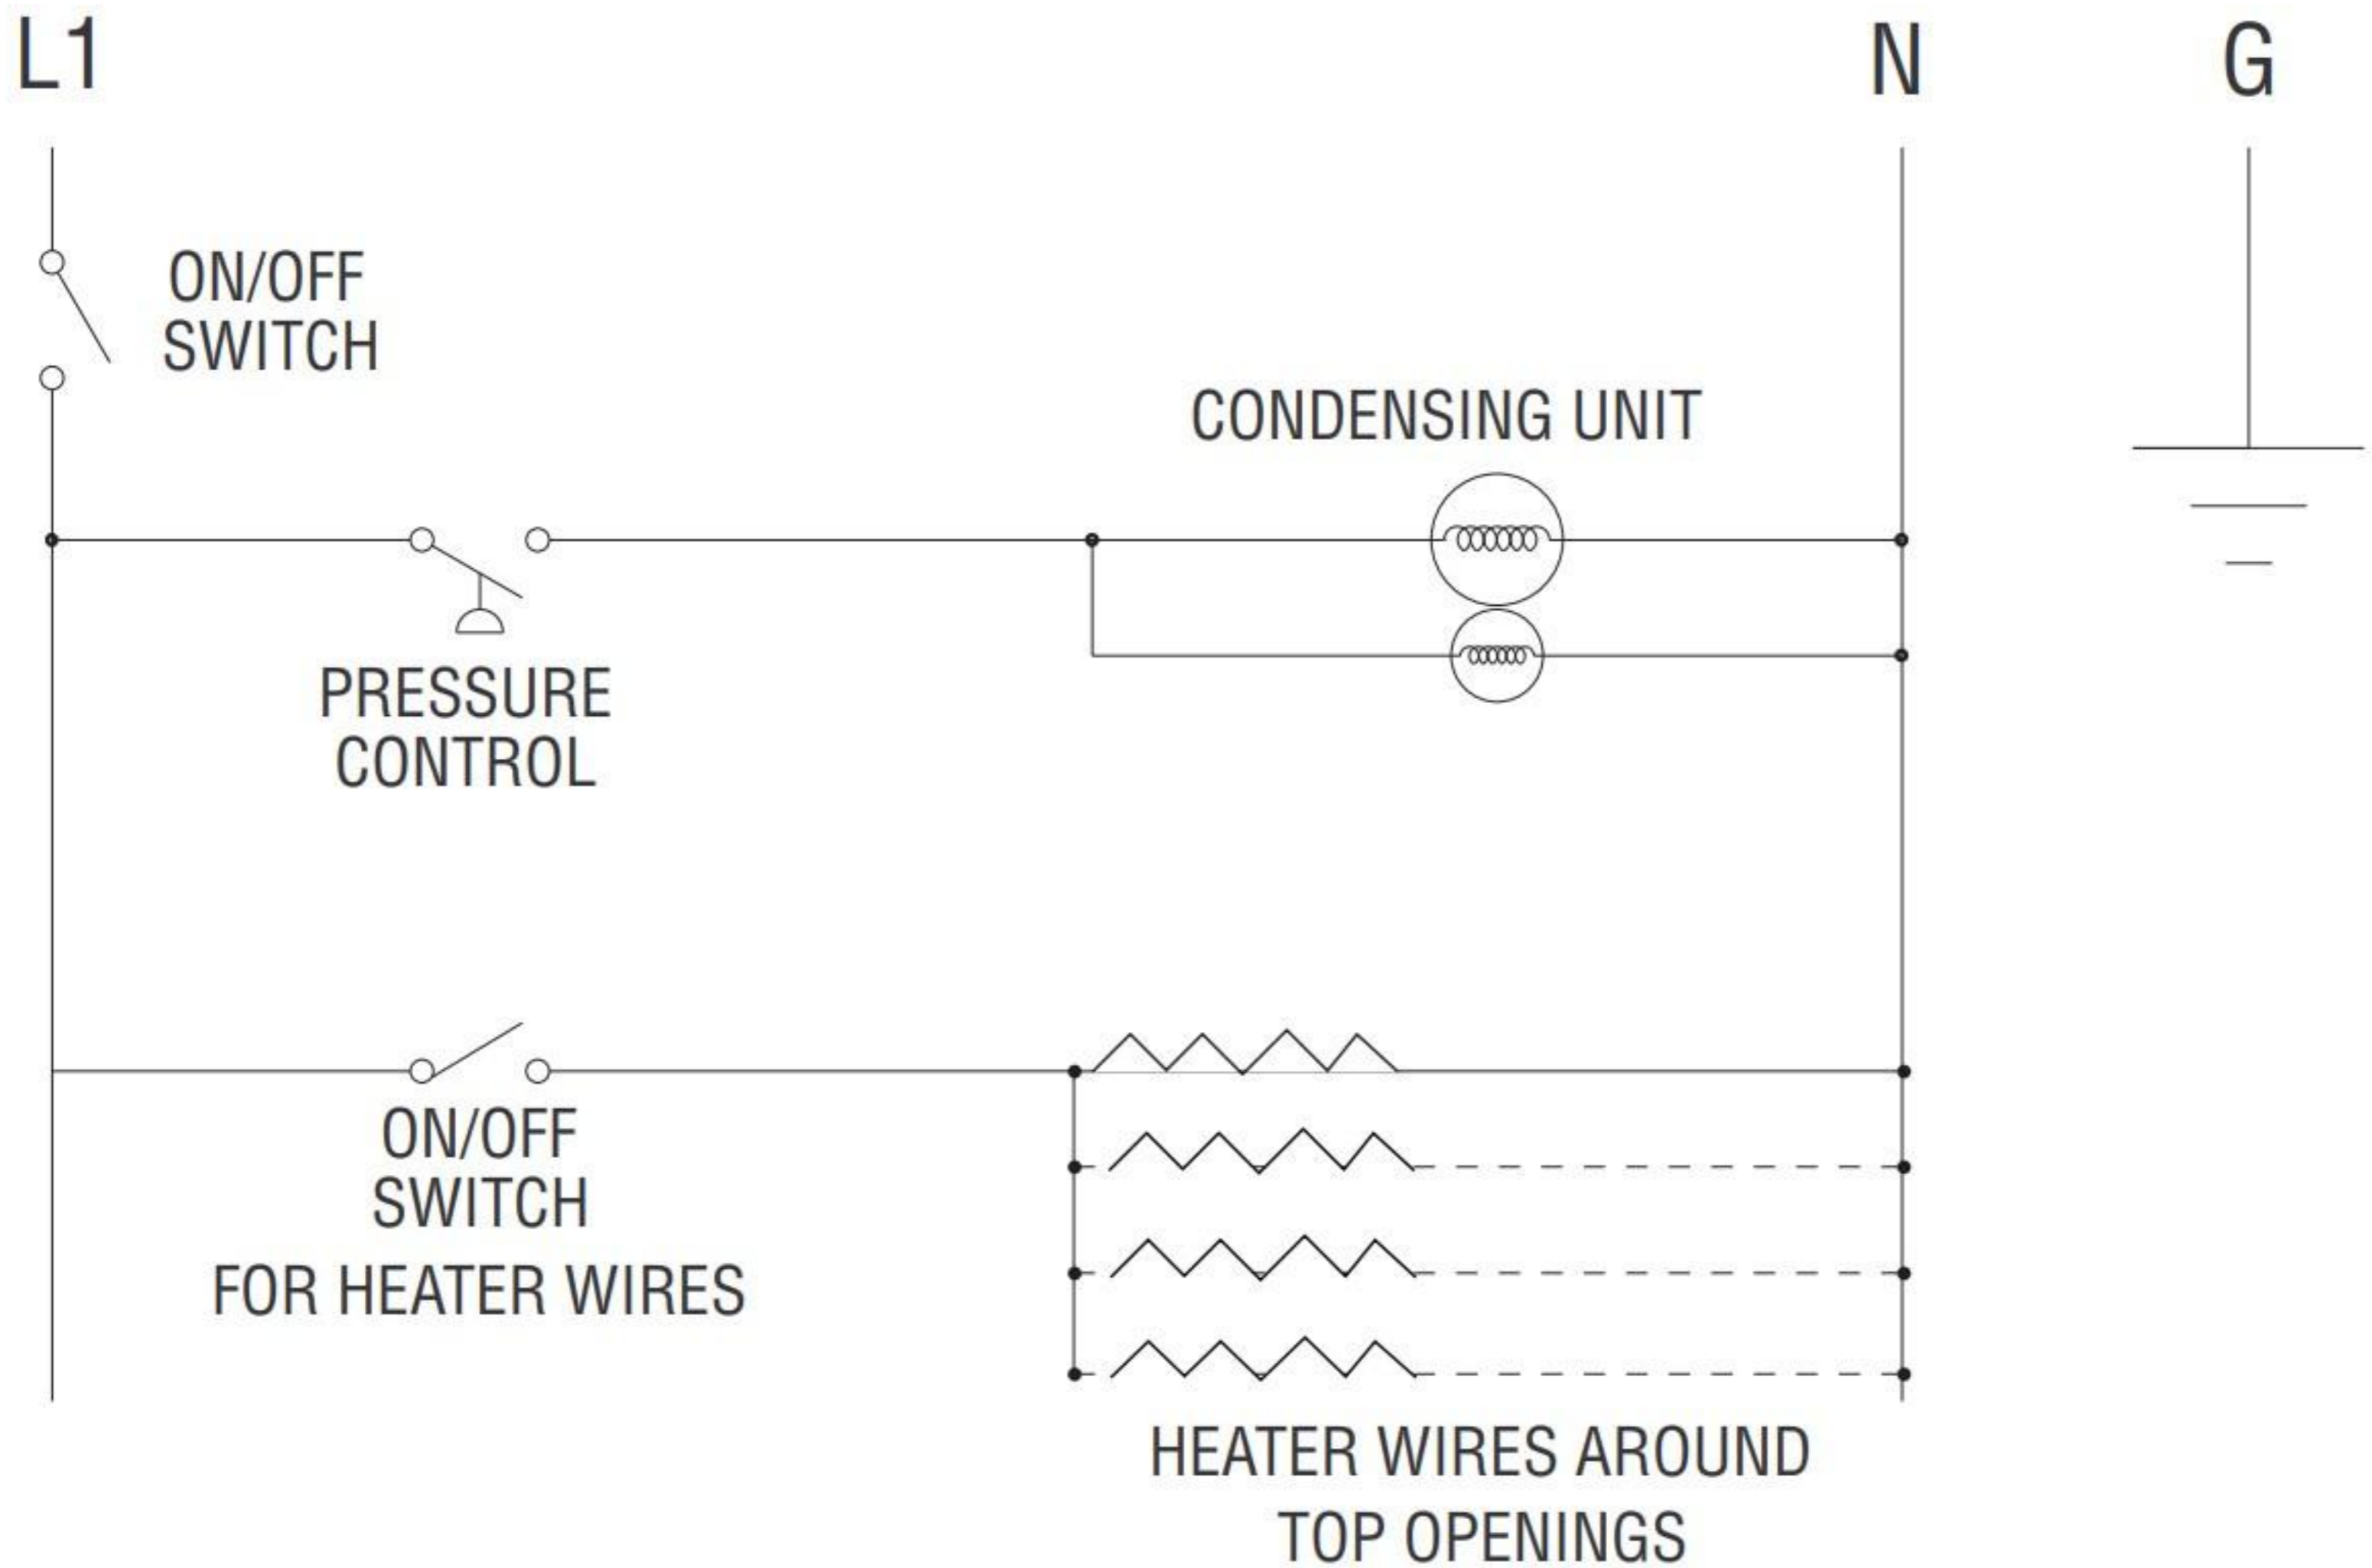 L1
N
G
ON/OFF
SWITCH
CONDENSING UNIT
PRESSURE
CONTROL
ON/OFF
SWITCH
FOR HEATER WIRES
HEATER WIRES AROUND
TOP OPENINGS